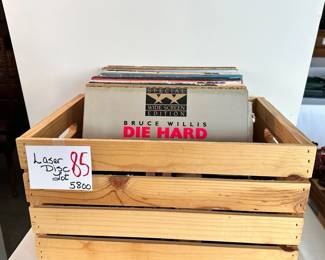 SPECIAL
WIDE SCREEN
EDITION
BRUCE WILLIS
DIE HARD
Laser 85
Disc
Lot
5800